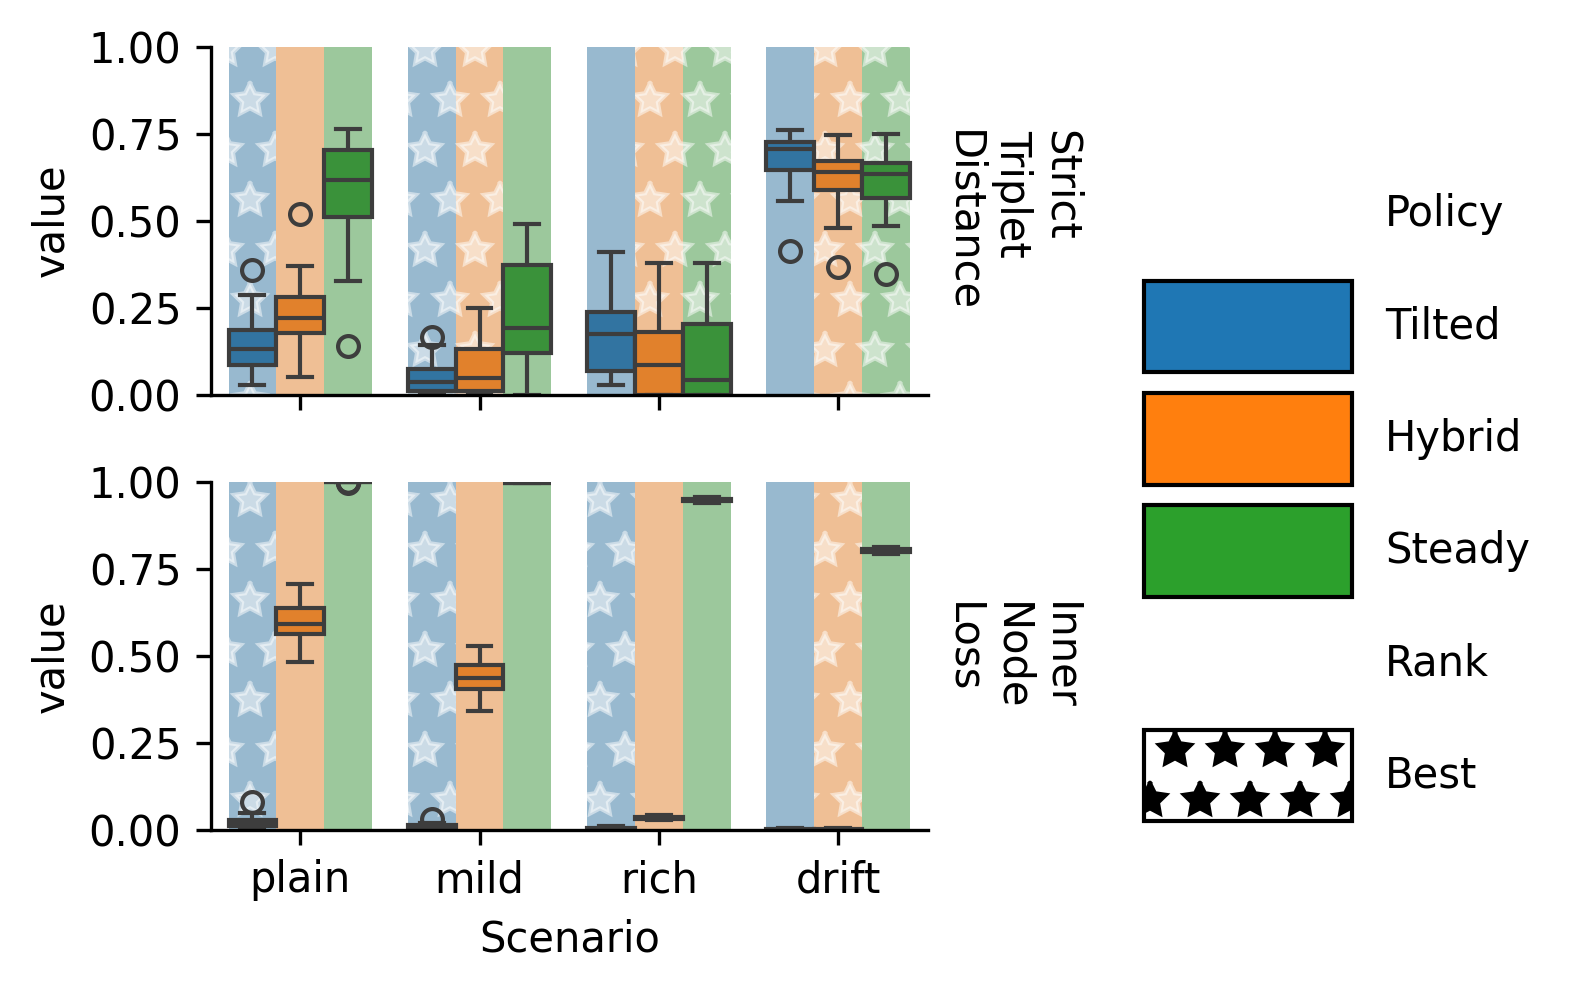 1.00
0.75
0.50
0.25
0.00
value
Strict
Triplet
Distance
1.00
0.75
0.50
0.25
0.00
value
Inner
Node
Loss
plain
mild
rich
drift
Scenario
Policy
Tilted
Hybrid
Steady
Rank
Best